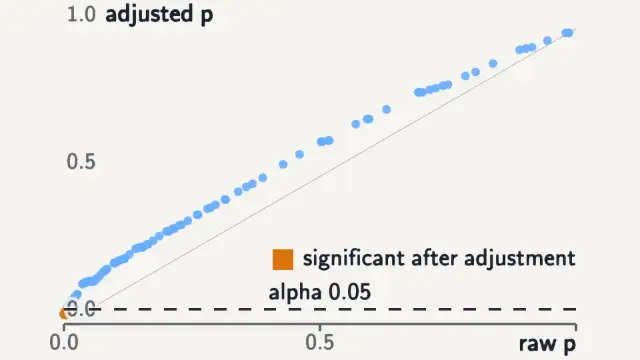 1.0 adjusted p
0.5
significant after adjustment
alpha 0.05
0.0
0.0 0.5 raw p